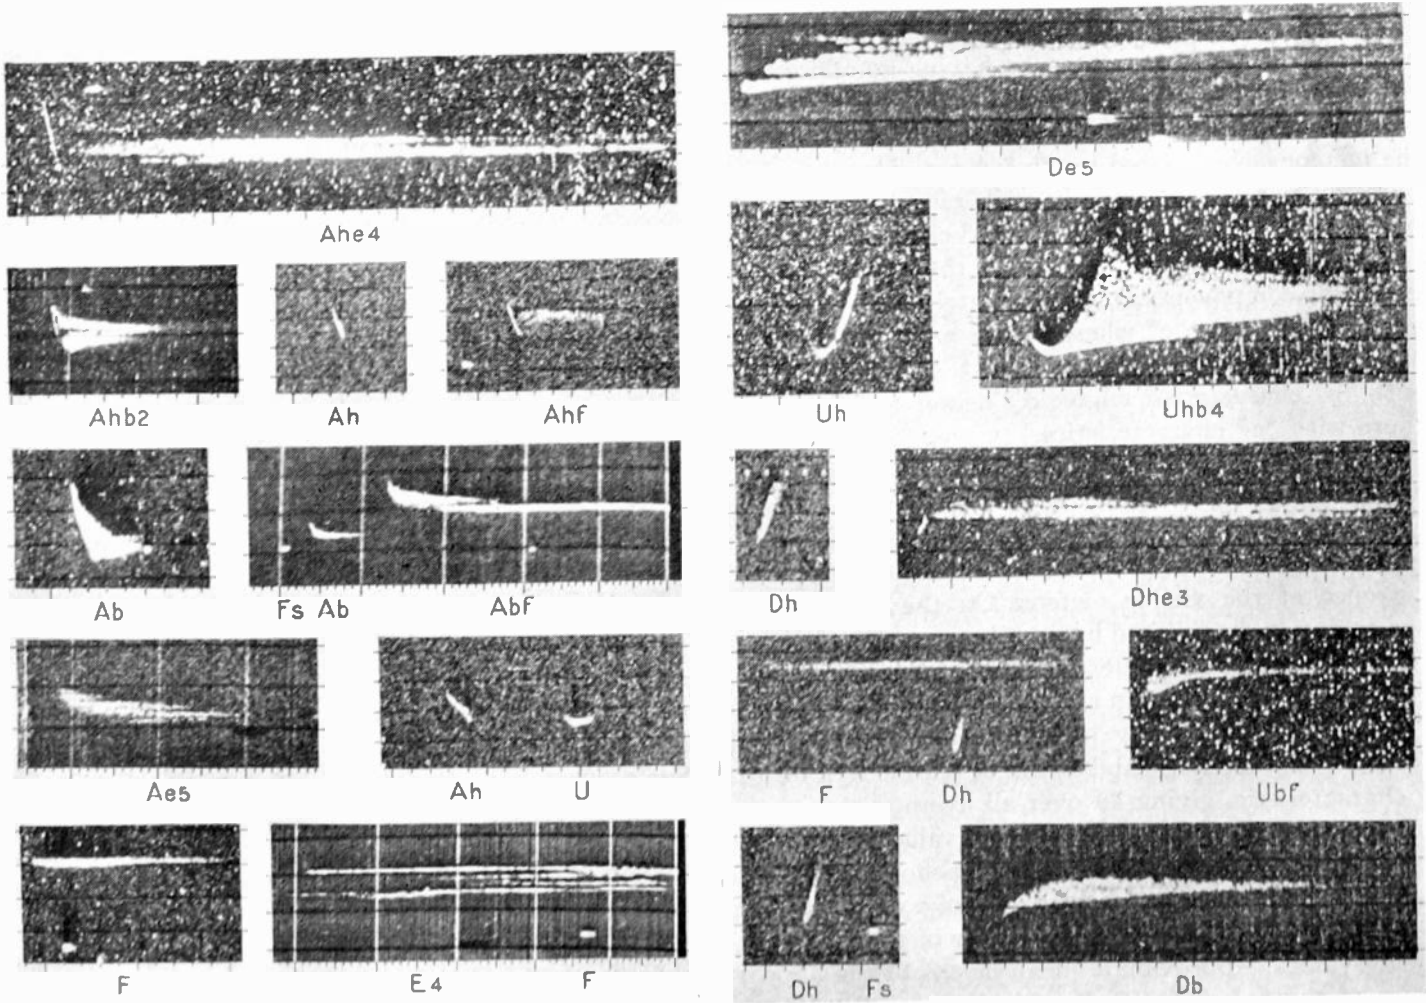 Ahe4
Ahb2 Ah Ahf
Ab Fs Ab Abf
Ae5 Ah U
F E4 F
De5
Uh Uhb4
Dh Dhe3
F Dh Ubf
Dh Fs Db